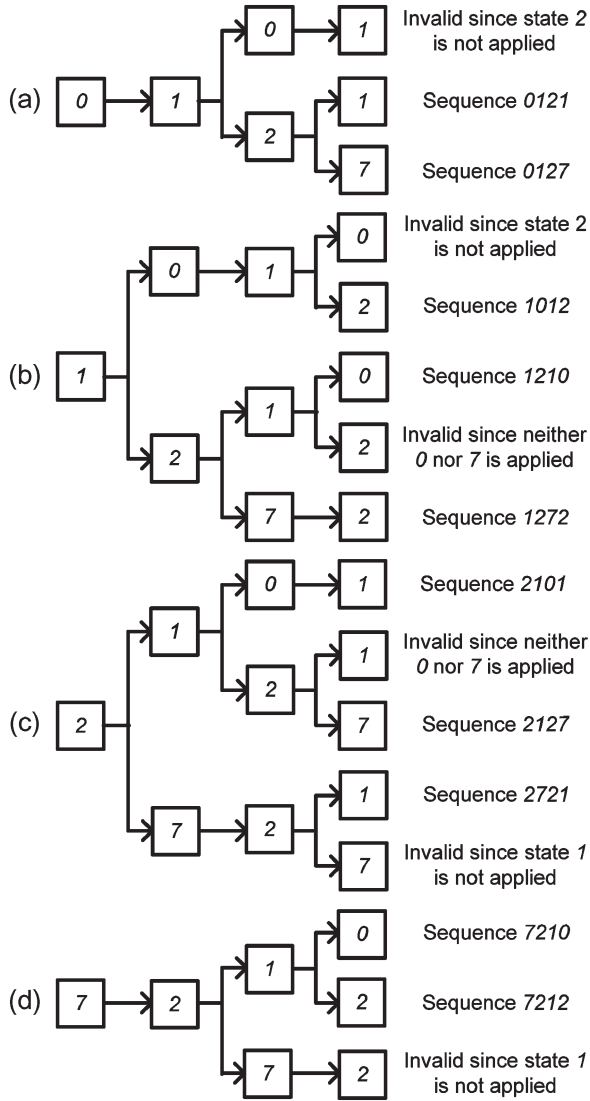 0 1 Invalid since state 2
is not applied
(a) 0 1
1 Sequence 0121
2
7 Sequence 0127
0 Invalid since state 2
is not applied
0 1
2 Sequence 1012
(b) 1
0 Sequence 1210
1
2 Invalid since neither
0 nor 7 is applied
2
7 2 Sequence 1272
0 1 Sequence 2101
1
1 Invalid since neither
0 nor 7 is applied
2
(c) 2
7 Sequence 2127
1 Sequence 2721
7 2
7 Invalid since state 1
is not applied
0 Sequence 7210
1
(d) 7 2
2 Sequence 7212
7 2 Invalid since state 1
is not applied